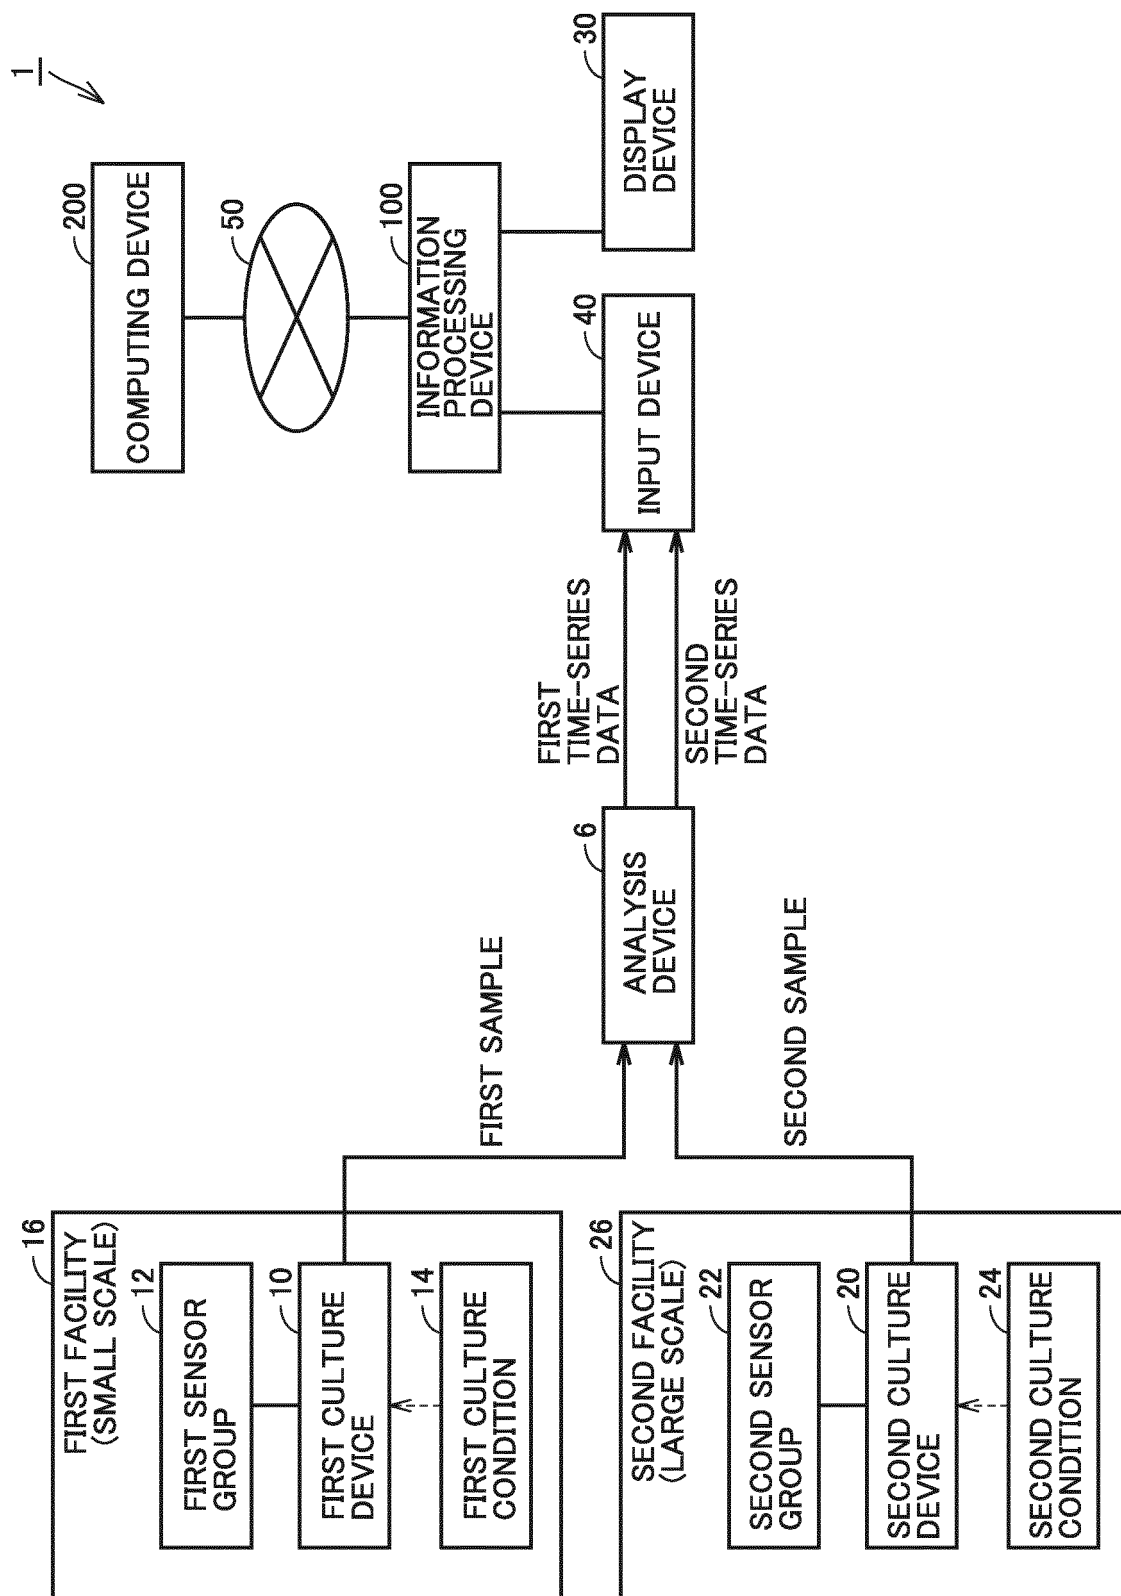 1
16
FIRST FACILITY
(SMALL SCALE)
12
FIRST SENSOR
GROUP
10
FIRST CULTURE
DEVICE
14
FIRST CULTURE
CONDITION
26
SECOND FACILITY
(LARGE SCALE)
22
SECOND SENSOR
GROUP
20
SECOND CULTURE
DEVICE
24
SECOND CULTURE
CONDITION
FIRST SAMPLE
SECOND SAMPLE
6
ANALYSIS
DEVICE
FIRST
TIME-SERIES
DATA
SECOND
TIME-SERIES
DATA
200
COMPUTING DEVICE
50
100
INFORMATION
PROCESSING
DEVICE
40
INPUT DEVICE
30
DISPLAY
DEVICE